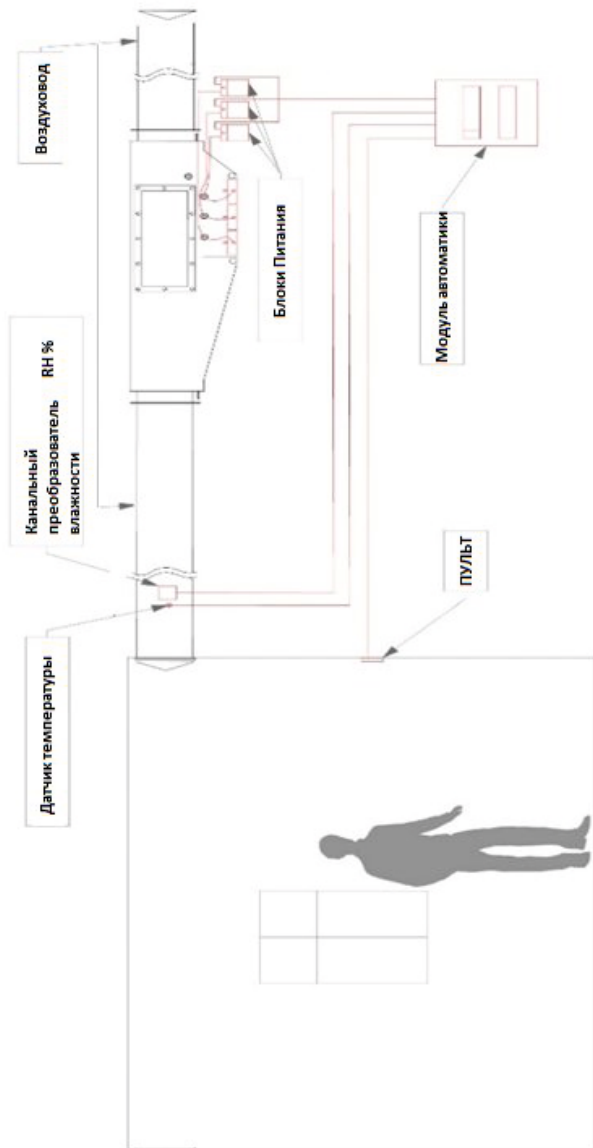 Воздуховод
Канальный RH %
преобразователь
влажности
Датчик температуры
Блоки Питания
Модуль автоматики
ПУЛЬТ